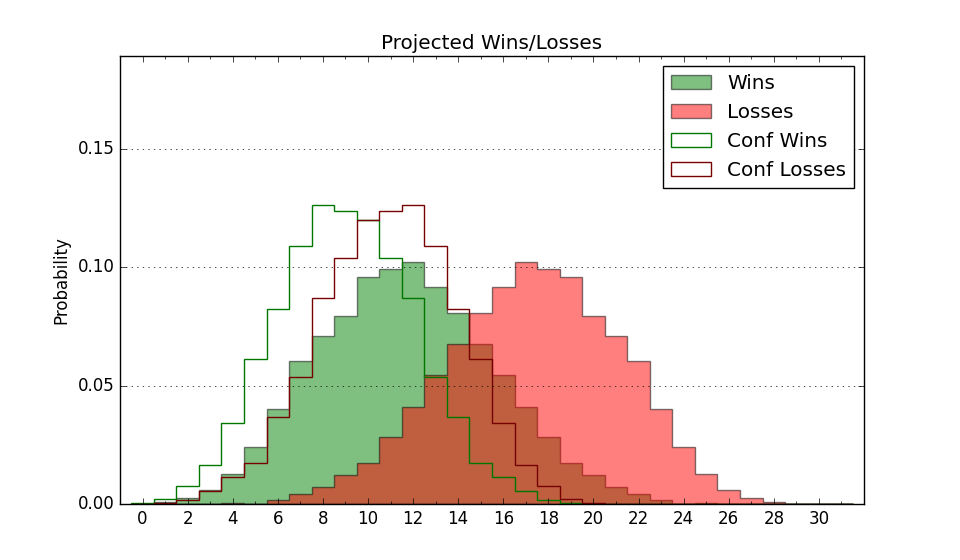 Projected Wins/Losses
Wins
Losses
Conf Wins
Conf Losses
Probability
0.15
0.10
0.05
0.00
0 2 4 6 8 10 12 14 16 18 20 22 24 26 28 30